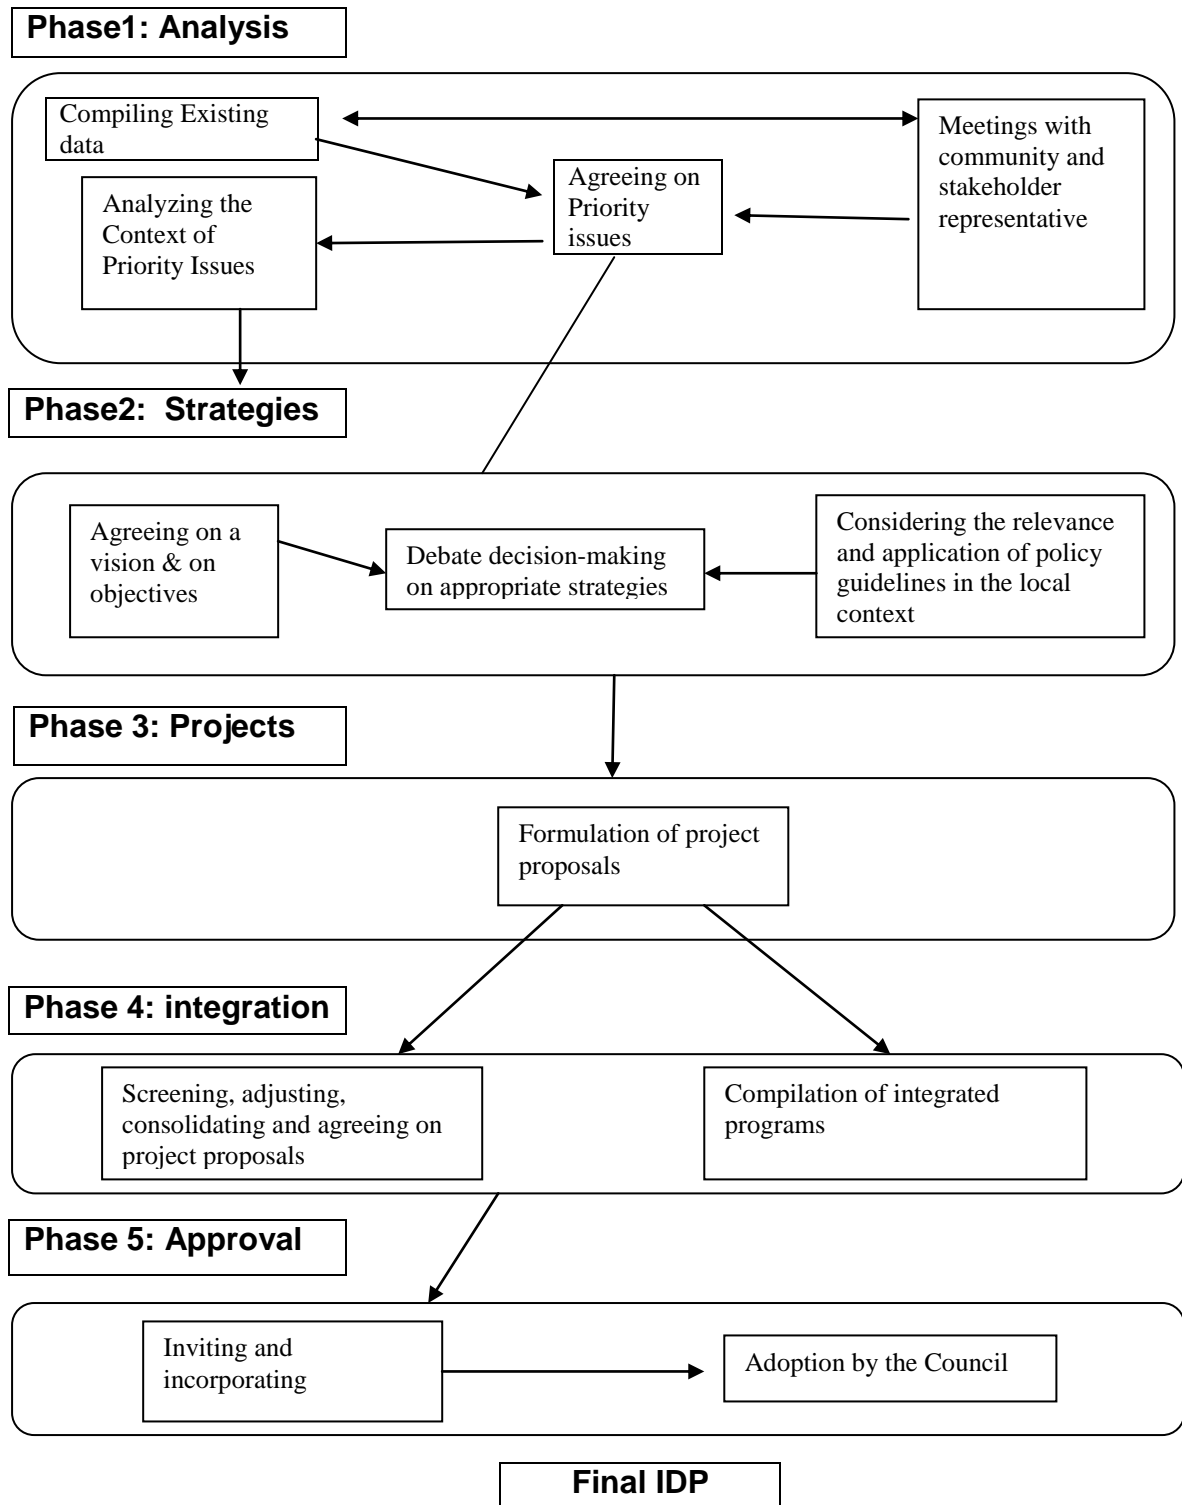 Phase1: Analysis
Compiling Existing
data
Meetings with
community and
stakeholder
representative
Agreeing on
Priority
issues
Analyzing the
Context of
Priority Issues
Phase2:  Strategies
Agreeing on a
vision & on
objectives
Debate decision-making
on appropriate strategies
Considering the relevance
and application of policy
guidelines in the local
context
Phase 3: Projects
Formulation of project
proposals
Phase 4: integration
Screening, adjusting,
consolidating and agreeing on
project proposals
Compilation of integrated
programs
Phase 5: Approval
Inviting and
incorporating
Adoption by the Council
Final IDP